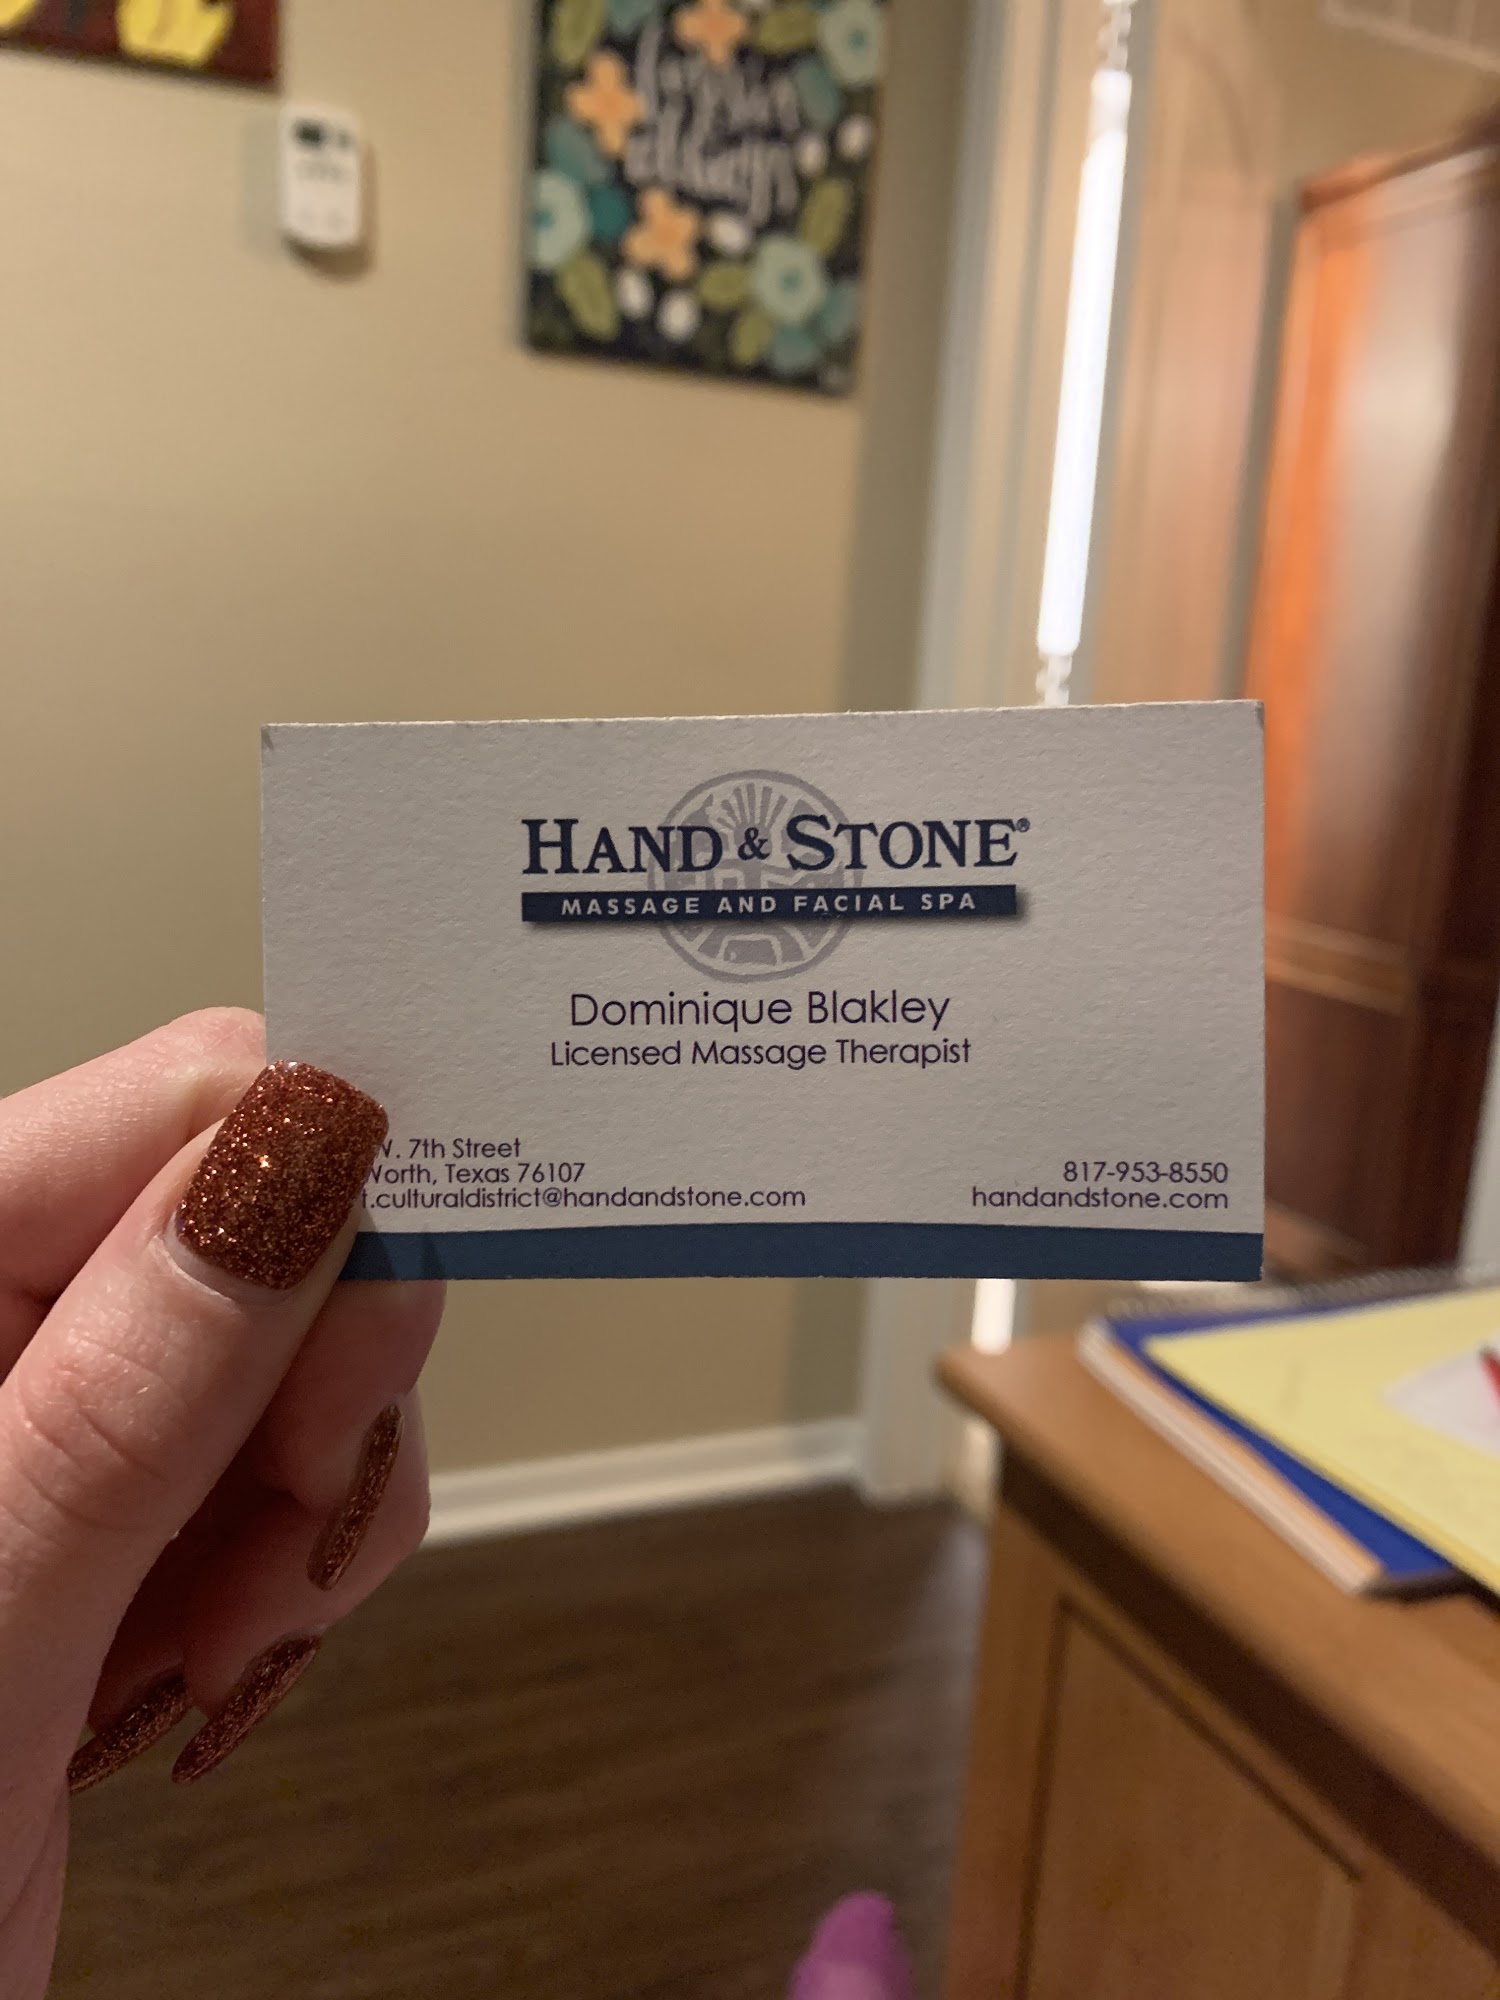 HAND & STONE®
MASSAGE AND FACIAL SPA
Dominique Blakley
Licensed Massage Therapist
W. 7th Street
Worth, Texas 76107
t.culturaldistrict@handandstone.com
817-953-8550
handandstone.com